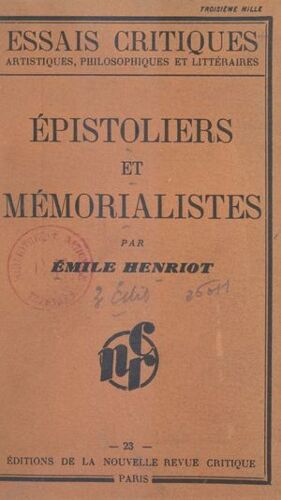 TROISIÈME MILLE
ESSAIS CRITIQUES
ARTISTIQUES, PHILOSOPHIQUES ET LITTÉRAIRES
ÉPISTOLIERS
ET
MÉMORIALISTES
PAR
ÉMILE HENRIOT
ncr
— 23 —
ÉDITIONS DE LA NOUVELLE REVUE CRITIQUE
PARIS